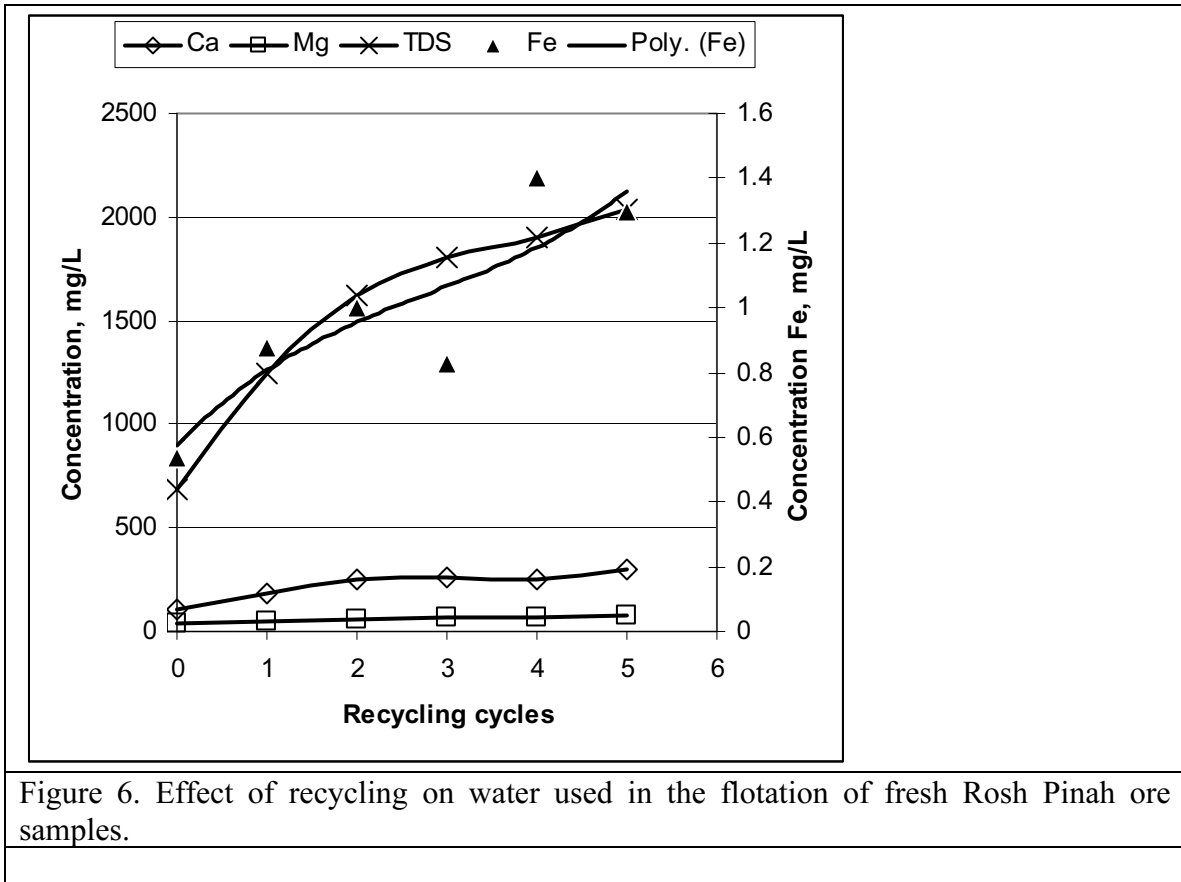 Ca Mg TDS Fe Poly. (Fe)
2500 1.6
1.4
2000
1.2
1500 1
0.8
1000
0.6
0.4
500
0.2
0 0
0 1 2 3 4 5 6
Concentration, mg/L
Concentration Fe, mg/L
Recycling cycles
Figure 6. Effect of recycling on water used in the flotation of fresh Rosh Pinah ore
samples.